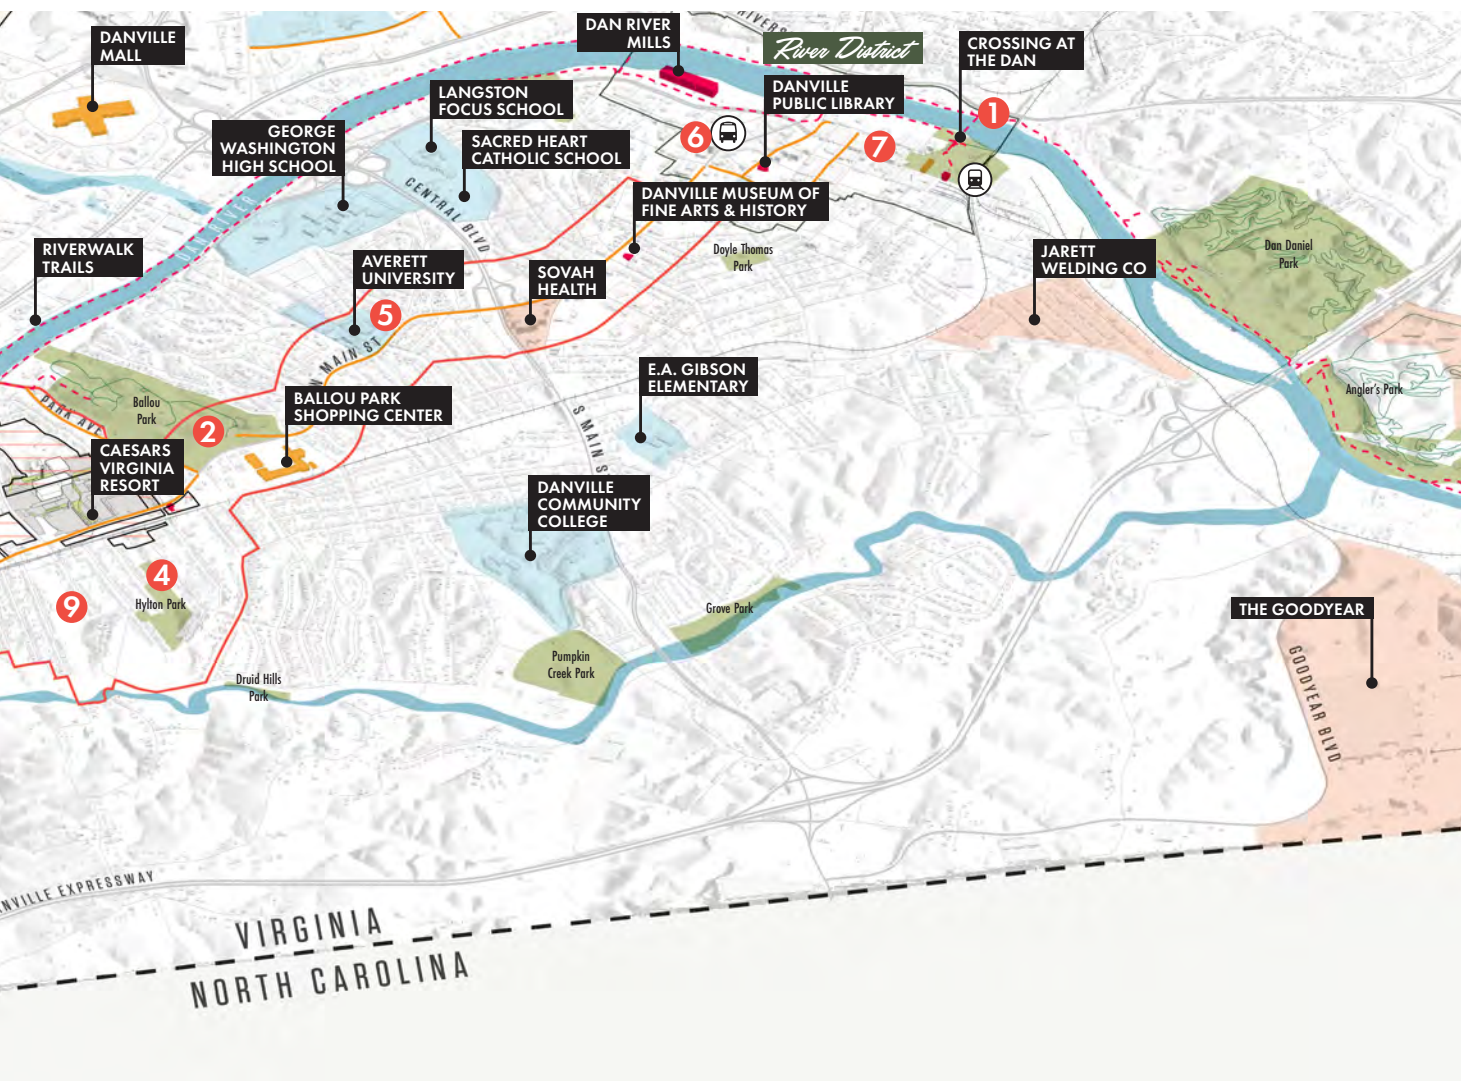 RIVERS
DAN RIVER
MILLS
River District
CROSSING AT
THE DAN
DANVILLE
MALL
LANGSTON
FOCUS SCHOOL
DANVILLE
PUBLIC LIBRARY
1
GEORGE
WASHINGTON
HIGH SCHOOL
SACRED HEART
CATHOLIC SCHOOL
6
7
CENTRAL BLVD
DANVILLE MUSEUM OF
FINE ARTS & HISTORY
DAN RIVER
RIVERWALK
TRAILS
AVERETT
UNIVERSITY
SOVAH
HEALTH
Doyle Thomas
Park
JARETT
WELDING CO
Dan Daniel
Park
5
N MAIN ST
E.A. GIBSON
ELEMENTARY
Angler's Park
Ballou
Park
PARK AVE
2
BALLOU PARK
SHOPPING CENTER
S MAIN S
CAESARS
VIRGINIA
RESORT
DANVILLE
COMMUNITY
COLLEGE
4
9
Hylton Park
Grove Park
THE GOODYEAR
GOODYEAR BLVD
Pumpkin
Creek Park
Druid Hills
Park
NVILLE EXPRESSWAY
VIRGINIA
NORTH CAROLINA